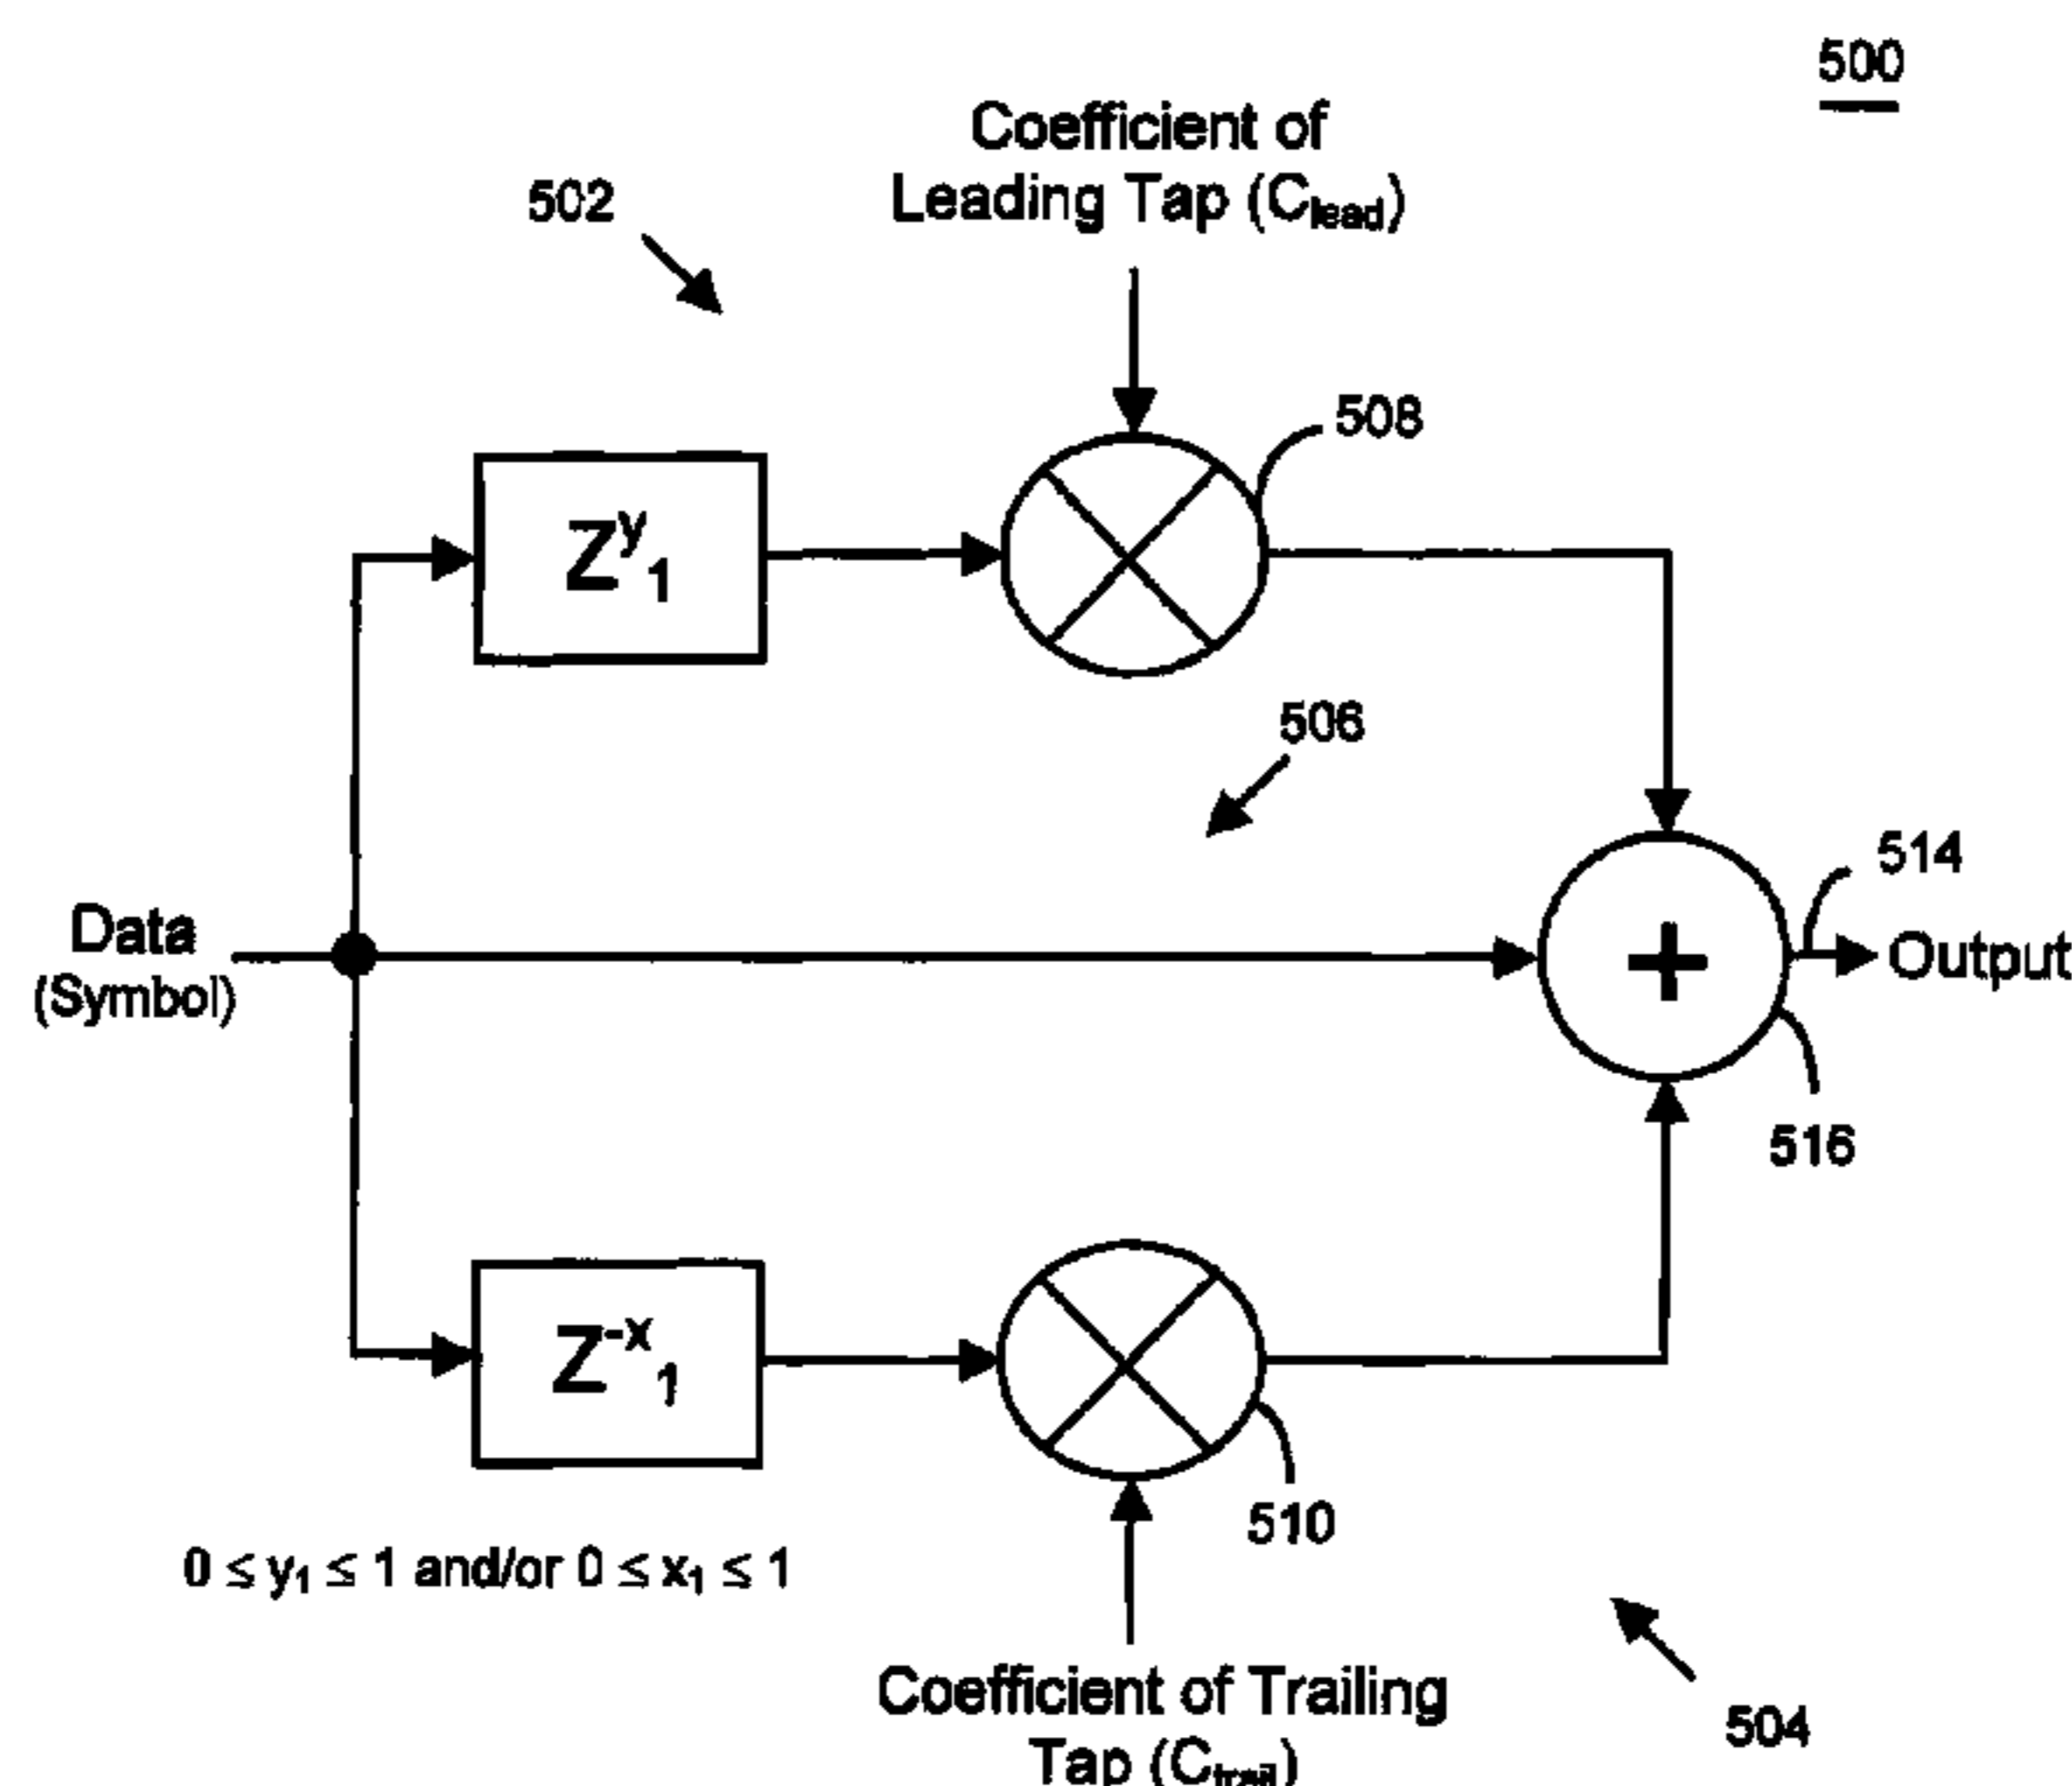 500
Coefficient of
Leading Tap (Clead)
502
508
Zy1
506
514
Data
(Symbol)
+
Output
516
Z-x1
510
0 ≤ y1 ≤ 1 and/or 0 ≤ x1 ≤ 1
Coefficient of Trailing
Tap (Ctrail)
504